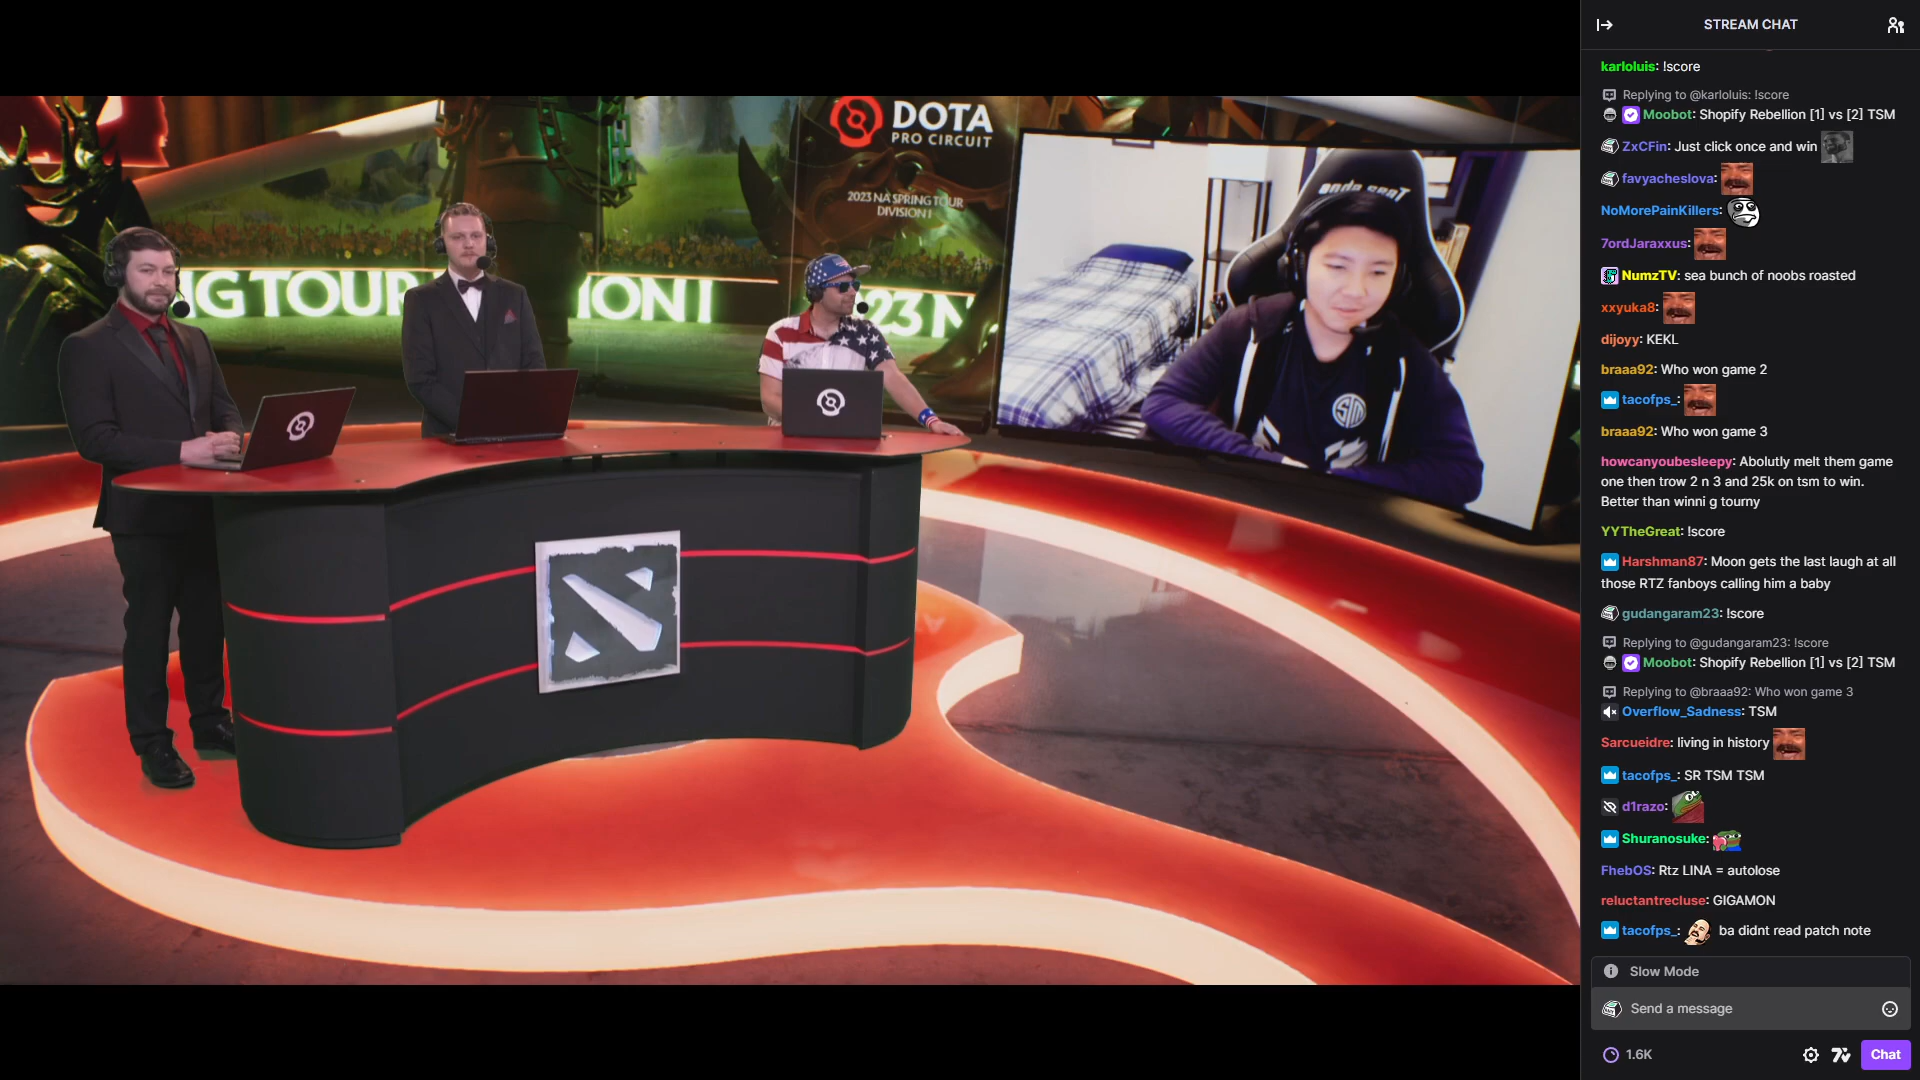 DOTA
PRO CIRCUIT
2023 NA SPRING TOUR
DIVISION I
NG TOUR
ION I
23 N
TSM
STREAM CHAT
karloluis: !score
Replying to @karloluis: !score
Moobot: Shopify Rebellion [1] vs [2] TSM
ZxCFin: Just click once and win
favyacheslova:
NoMorePainKillers:
7ordJaraxxus:
NumzTV: sea bunch of noobs roasted
xxyuka8:
dijoyy: KEKL
braaa92: Who won game 2
tacofps_:
braaa92: Who won game 3
howcanyoubesleepy: Abolutly melt them game
one then trow 2 n 3 and 25k on tsm to win.
Better than winni g tourny
YYTheGreat: !score
Harshman87: Moon gets the last laugh at all
those RTZ fanboys calling him a baby
gudangaram23: !score
Replying to @gudangaram23: !score
Moobot: Shopify Rebellion [1] vs [2] TSM
Replying to @braaa92: Who won game 3
Overflow_Sadness: TSM
Sarcueidre: living in history
tacofps_: SR TSM TSM
d1razo:
Shuranosuke:
FhebOS: Rtz LINA = autolose
reluctantrecluse: GIGAMON
tacofps_: ba didnt read patch note
Slow Mode
Send a message
1.6K
Chat